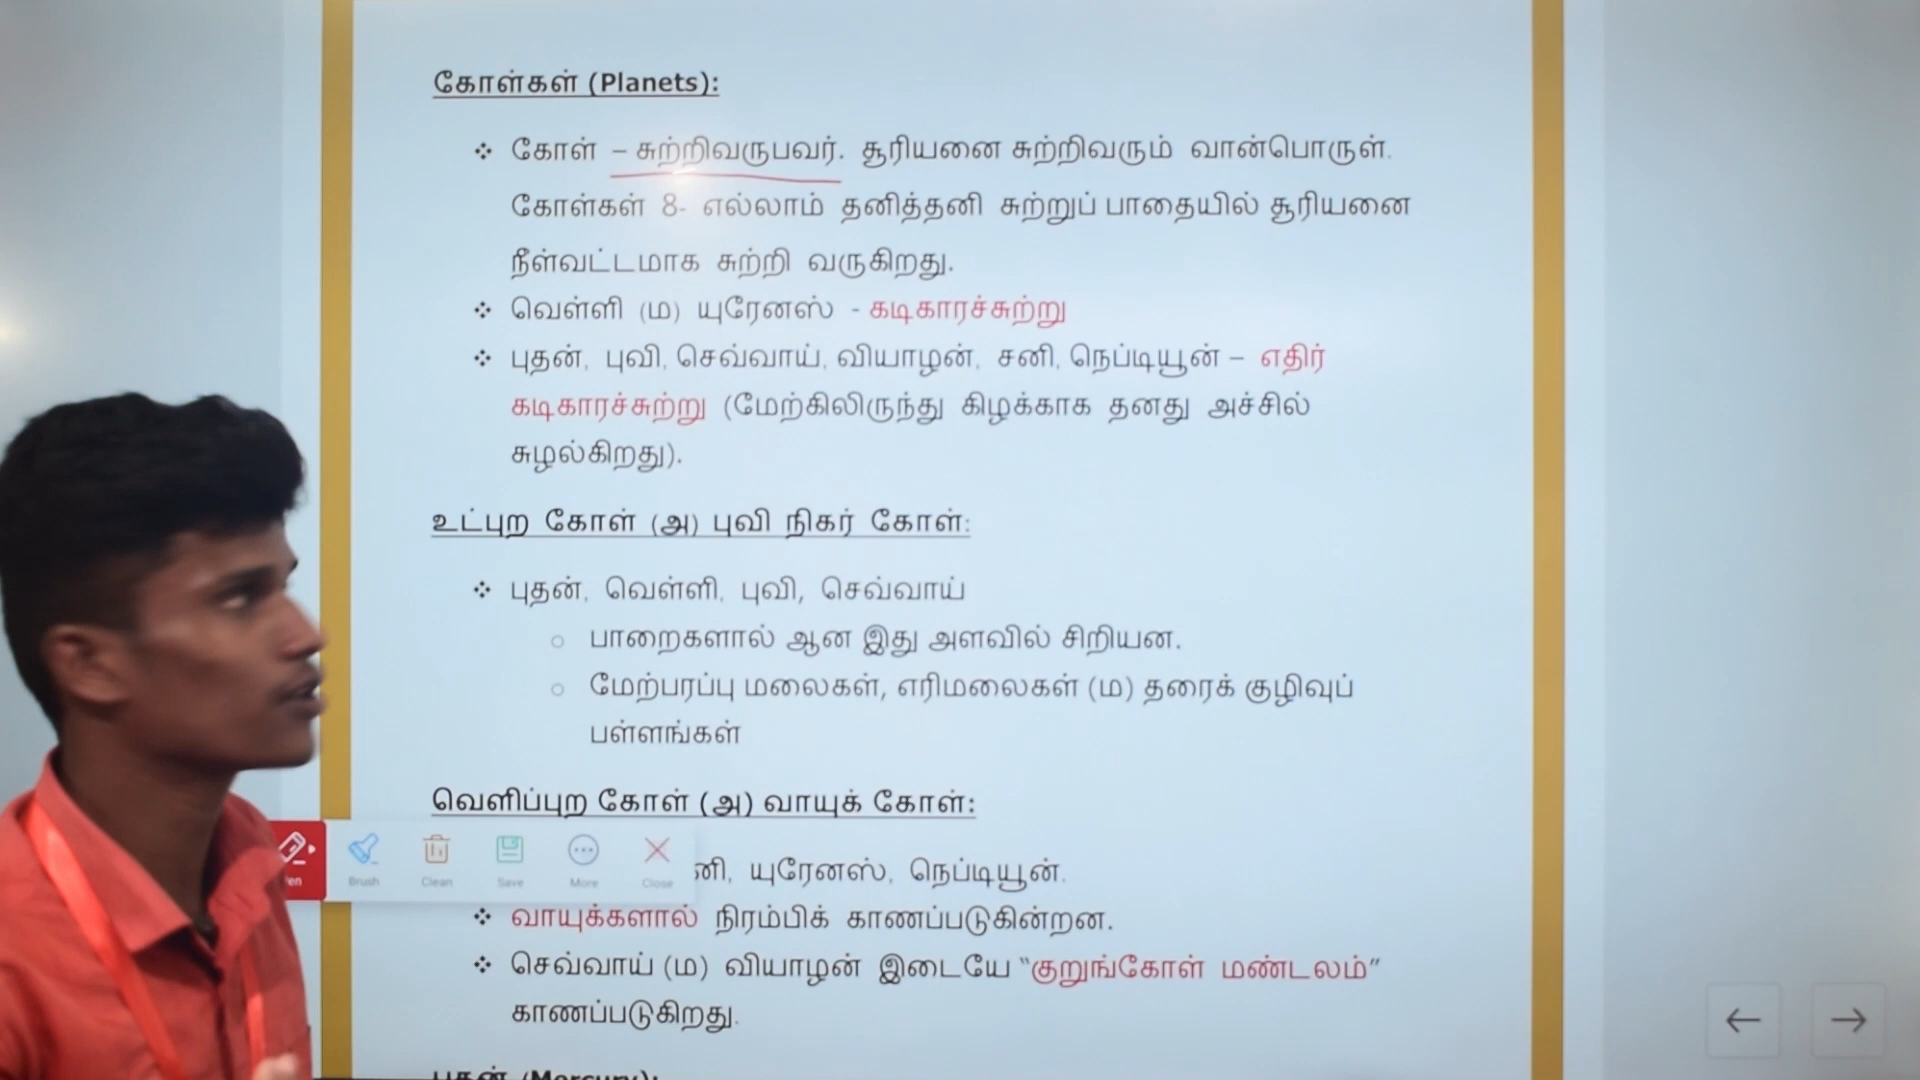 கோள்கள் (Planets):
❖ கோள் – சுற்றிவருபவர். சூரியனை சுற்றிவரும் வான்பொருள்.
கோள்கள் 8- எல்லாம் தனித்தனி சுற்றுப் பாதையில் சூரியனை
நீள்வட்டமாக சுற்றி வருகிறது.
❖ வெள்ளி (ம) யுரேனஸ் - கடிகாரச்சுற்று
❖ புதன், புவி, செவ்வாய், வியாழன், சனி, நெப்டியூன் – எதிர்
கடிகாரச்சுற்று (மேற்கிலிருந்து கிழக்காக தனது அச்சில்
சுழல்கிறது).
உட்புற கோள் (அ) புவி நிகர் கோள்:
❖ புதன், வெள்ளி, புவி, செவ்வாய்
○ பாறைகளால் ஆன இது அளவில் சிறியன.
○ மேற்பரப்பு மலைகள், எரிமலைகள் (ம) தரைக் குழிவுப்
பள்ளங்கள்
வெளிப்புற கோள் (அ) வாயுக் கோள்:
Brush Clean Save More Close
யுரேனஸ், நெப்டியூன்.
❖ வாயுக்களால் நிரம்பிக் காணப்படுகின்றன.
❖ செவ்வாய் (ம) வியாழன் இடையே “குறுங்கோள் மண்டலம்”
காணப்படுகிறது.
புதன் (Mercury):